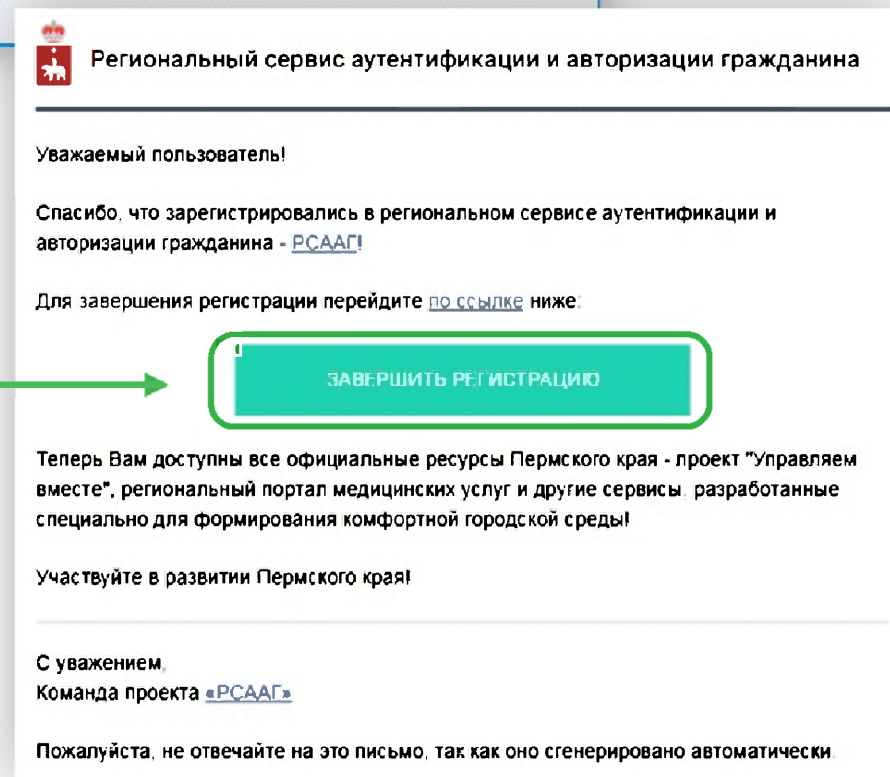 Региональный сервис аутентификации и авторизации гражданина
Уважаемый пользователь!
Спасибо, что зарегистрировались в региональном сервисе аутентификации и
авторизации гражданина - РСААГ!
Для завершения регистрации перейдите по ссылке ниже:
ЗАВЕРШИТЬ РЕГИСТРАЦИЮ
Теперь Вам доступны все официальные ресурсы Пермского края - проект "Управляем
вместе", региональный портал медицинских услуг и другие сервисы, разработанные
специально для формирования комфортной городской среды!
Участвуйте в развитии Пермского края!
С уважением,
Команда проекта «РСААГ»
Пожалуйста, не отвечайте на это письмо, так как оно сгенерировано автоматически.